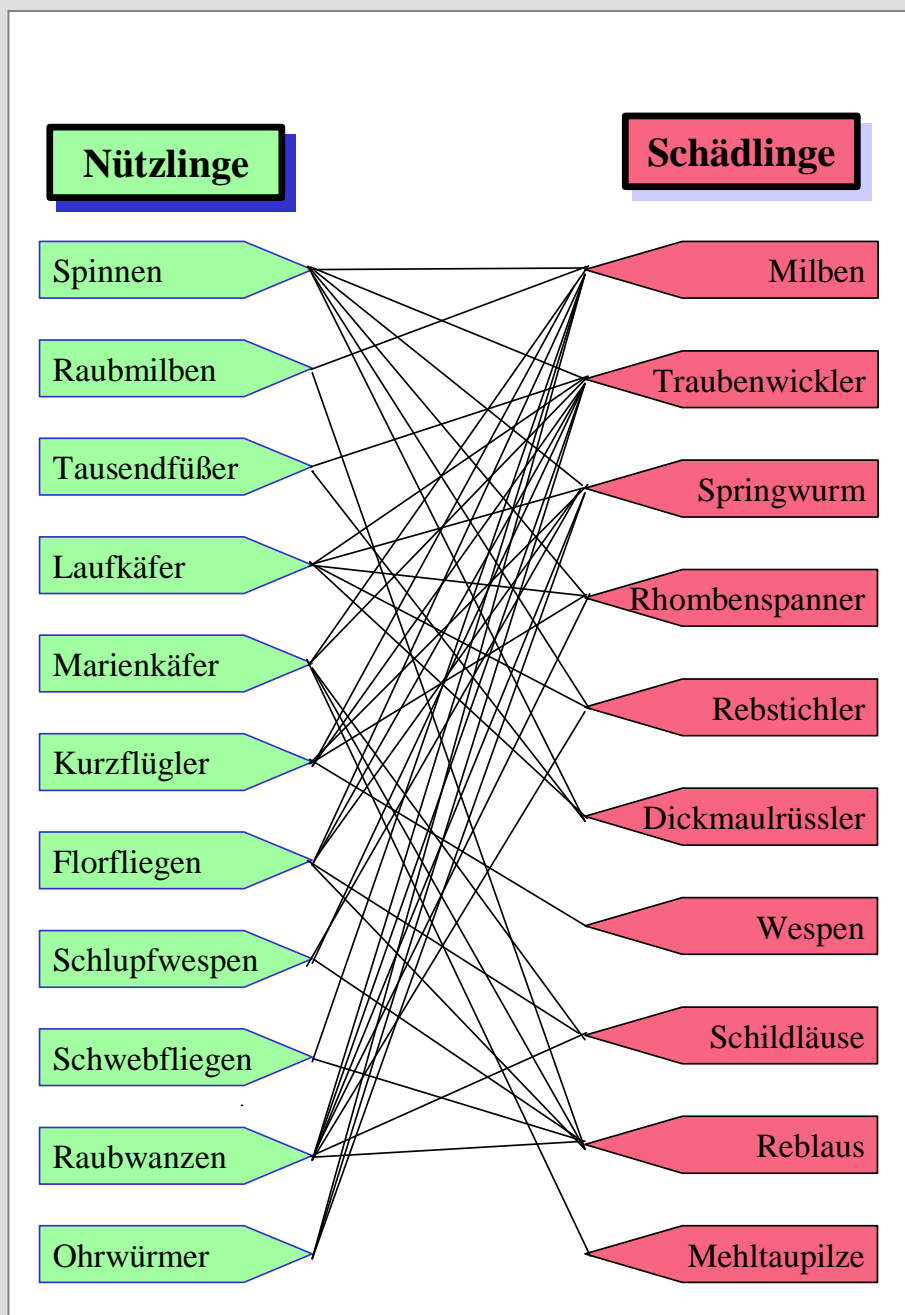 Nützlinge
Schädlinge
Spinnen
Raubmilben
Tausendfüßer
Laufkäfer
Marienkäfer
Kurzflügler
Florfliegen
Schlupfwespen
Schwebfliegen
Raubwanzen
Ohrwürmer
Milben
Traubenwickler
Springwurm
Rhombenspanner
Rebstichler
Dickmaulrüssler
Wespen
Schildläuse
Reblaus
Mehltaupilze